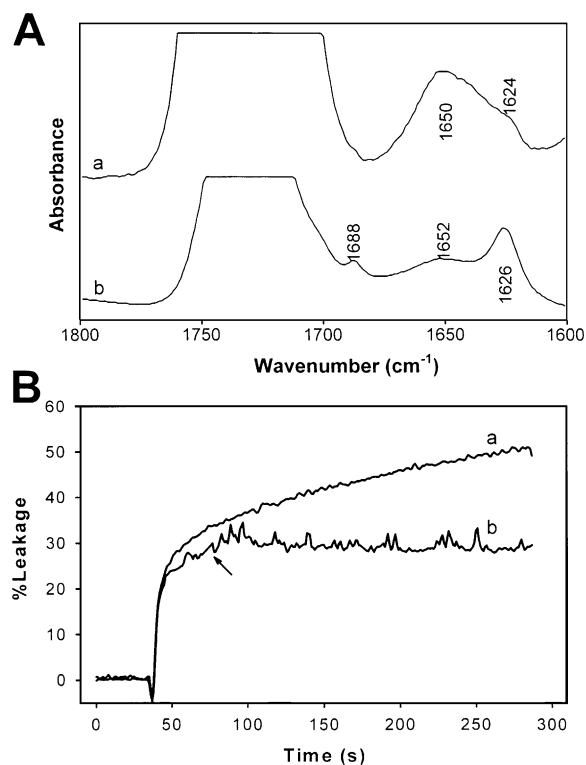 A
Absorbance
a
b
1650
1624
1688
1652
1626
1800 1750 1700 1650 1600
Wavenumber (cm⁻¹)
B
%Leakage
60
50
40
30
20
10
0
a
b
0 50 100 150 200 250 300
Time (s)